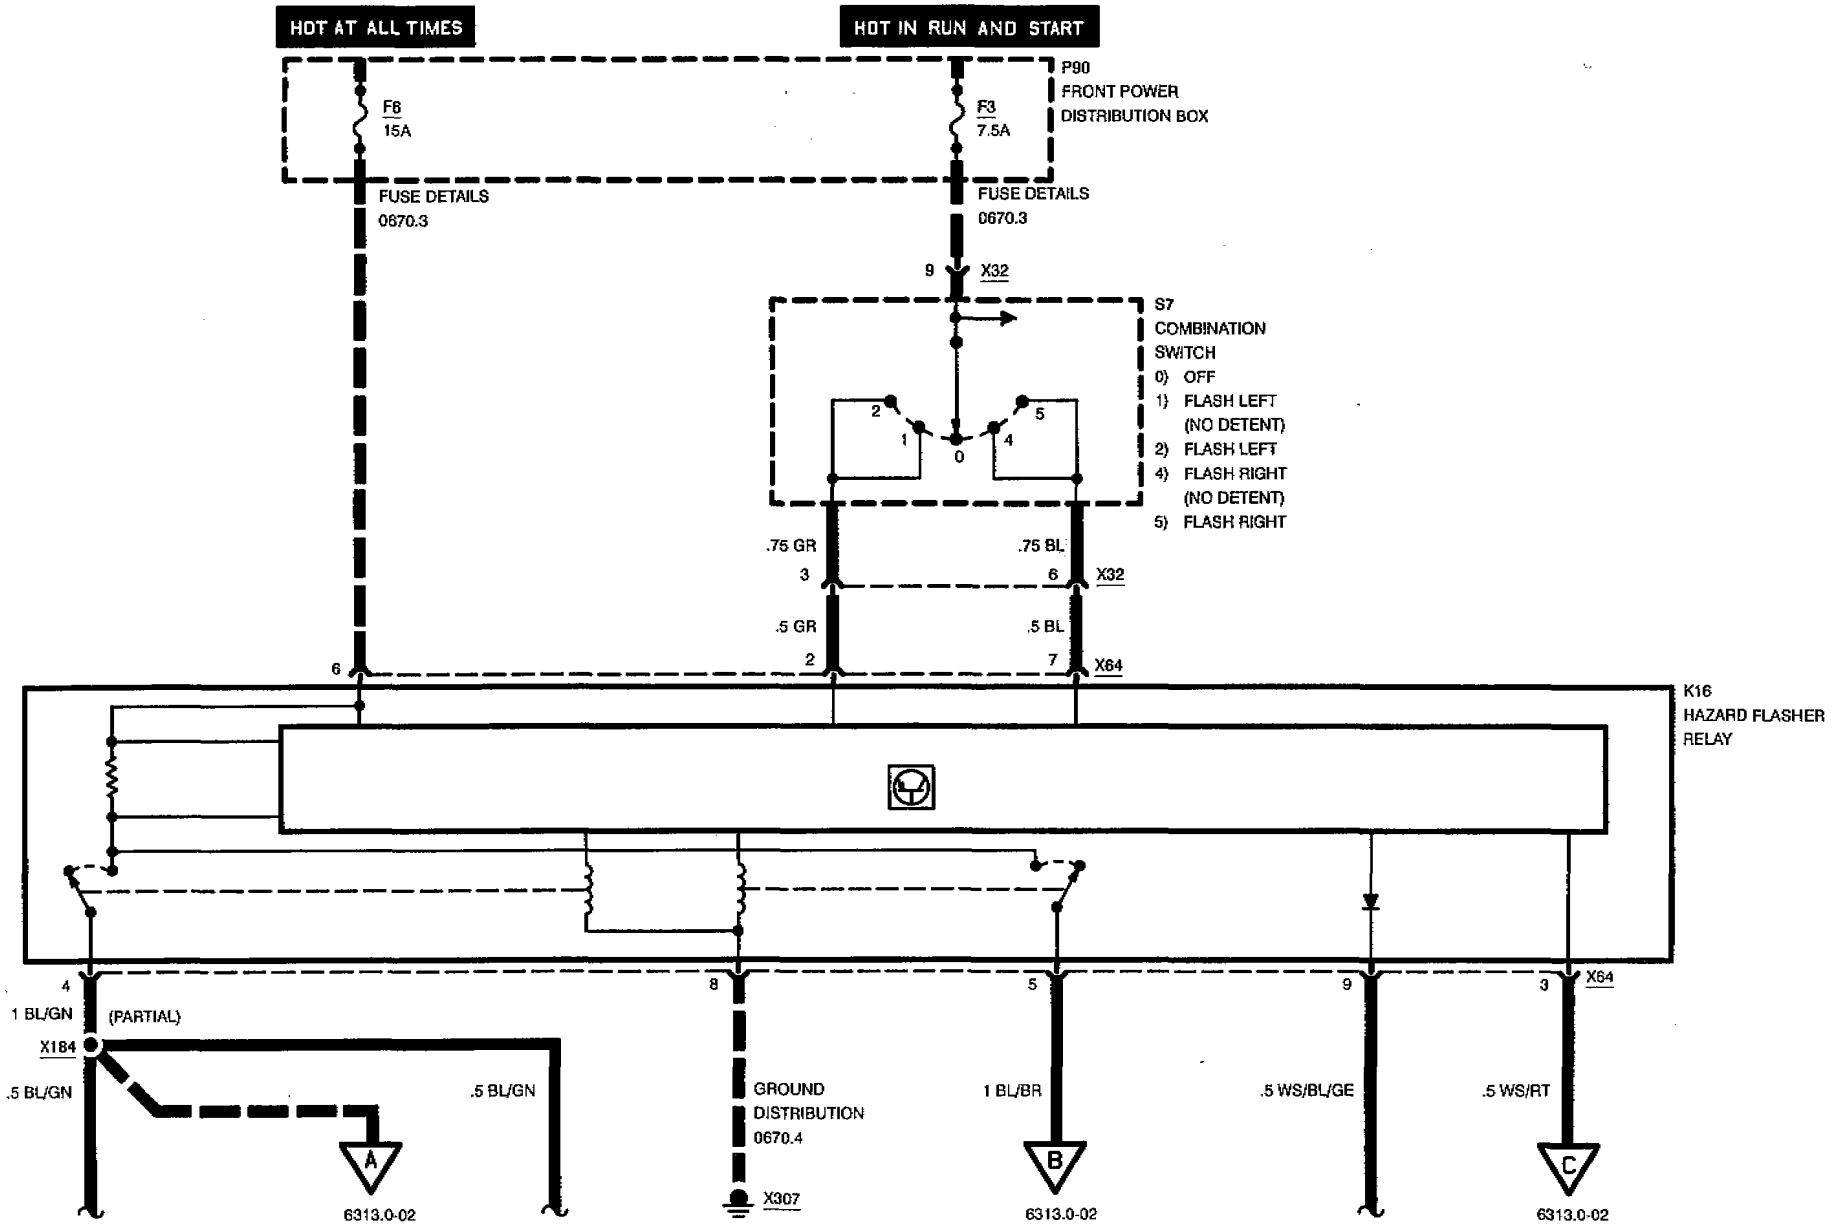 HOT AT ALL TIMES
HOT IN RUN AND START
P90
FRONT POWER
DISTRIBUTION BOX
F6
15A
F3
7.5A
FUSE DETAILS
0670.3
FUSE DETAILS
0670.3
9
X32
S7
COMBINATION
SWITCH
0) OFF
1) FLASH LEFT
(NO DETENT)
2) FLASH LEFT
4) FLASH RIGHT
(NO DETENT)
5) FLASH RIGHT
2
1
0
4
5
.75 GR
.75 BL
3
6
X32
.5 GR
.5 BL
6
2
7
X64
K16
HAZARD FLASHER
RELAY
4
8
5
9
3
X64
1 BL/GN
(PARTIAL)
X184
.5 BL/GN
.5 BL/GN
GROUND
DISTRIBUTION
0670.4
1 BL/BR
.5 WS/BL/GE
.5 WS/RT
A
B
C
X307
6313.0-02
6313.0-02
6313.0-02